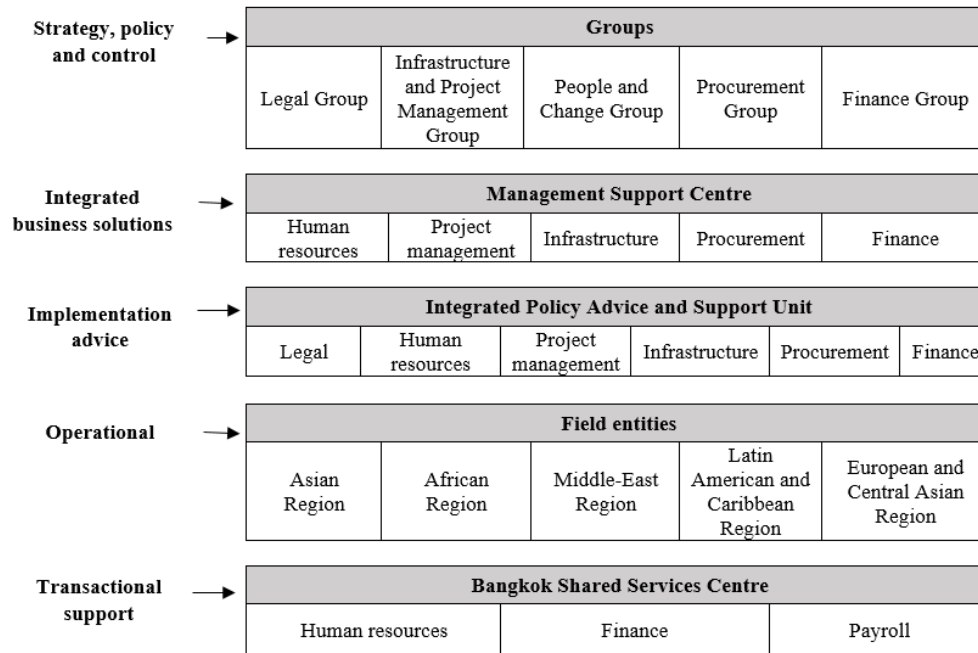 Strategy, policy
and control
Groups
Legal Group
Infrastructure
and Project
Management
Group
People and
Change Group
Procurement
Group
Finance Group
Integrated
business solutions
Management Support Centre
Human
resources
Project
management
Infrastructure
Procurement
Finance
Implementation
advice
Integrated Policy Advice and Support Unit
Legal
Human
resources
Project
management
Infrastructure
Procurement
Finance
Operational
Field entities
Asian
Region
African
Region
Middle-East
Region
Latin
American and
Caribbean
Region
European and
Central Asian
Region
Transactional
support
Bangkok Shared Services Centre
Human resources
Finance
Payroll